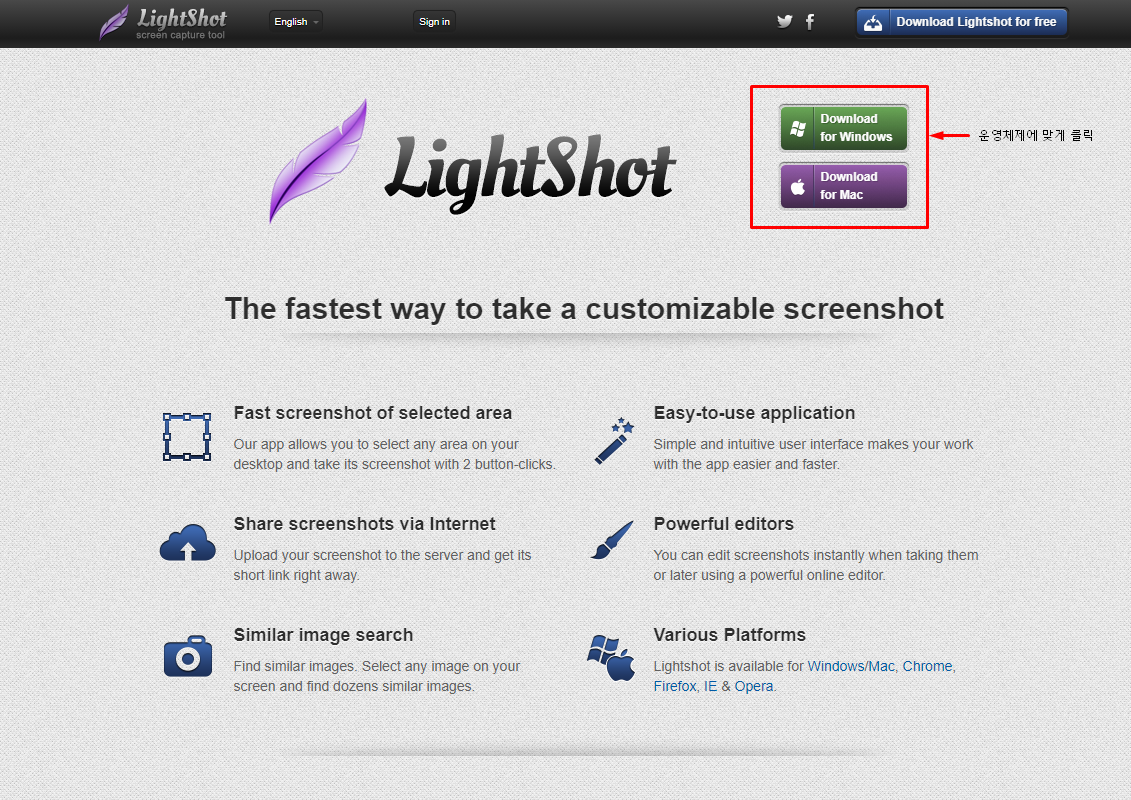 LightShot
screen capture tool
English
Sign in
Download Lightshot for free
LightShot
Download
for Windows
Download
for Mac
운영체제에 맞게 클릭
The fastest way to take a customizable screenshot
Fast screenshot of selected area
Our app allows you to select any area on your
desktop and take its screenshot with 2 button-clicks.
Easy-to-use application
Simple and intuitive user interface makes your work
with the app easier and faster.
Share screenshots via Internet
Upload your screenshot to the server and get its
short link right away.
Powerful editors
You can edit screenshots instantly when taking them
or later using a powerful online editor.
Similar image search
Find similar images. Select any image on your
screen and find dozens similar images.
Various Platforms
Lightshot is available for Windows/Mac, Chrome,
Firefox, IE & Opera.